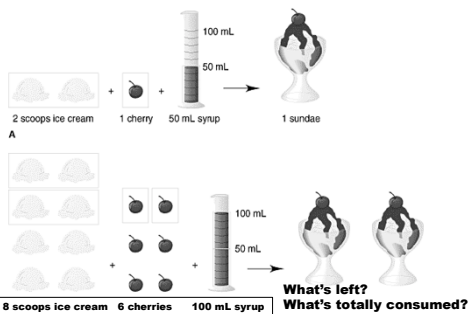 100 mL
50 mL
+
+
2 scoops ice cream
1 cherry
50 mL syrup
1 sundae
A
100 mL
50 mL
+
+
What's left?
8 scoops ice cream
6 cherries
100 mL syrup
What's totally consumed?